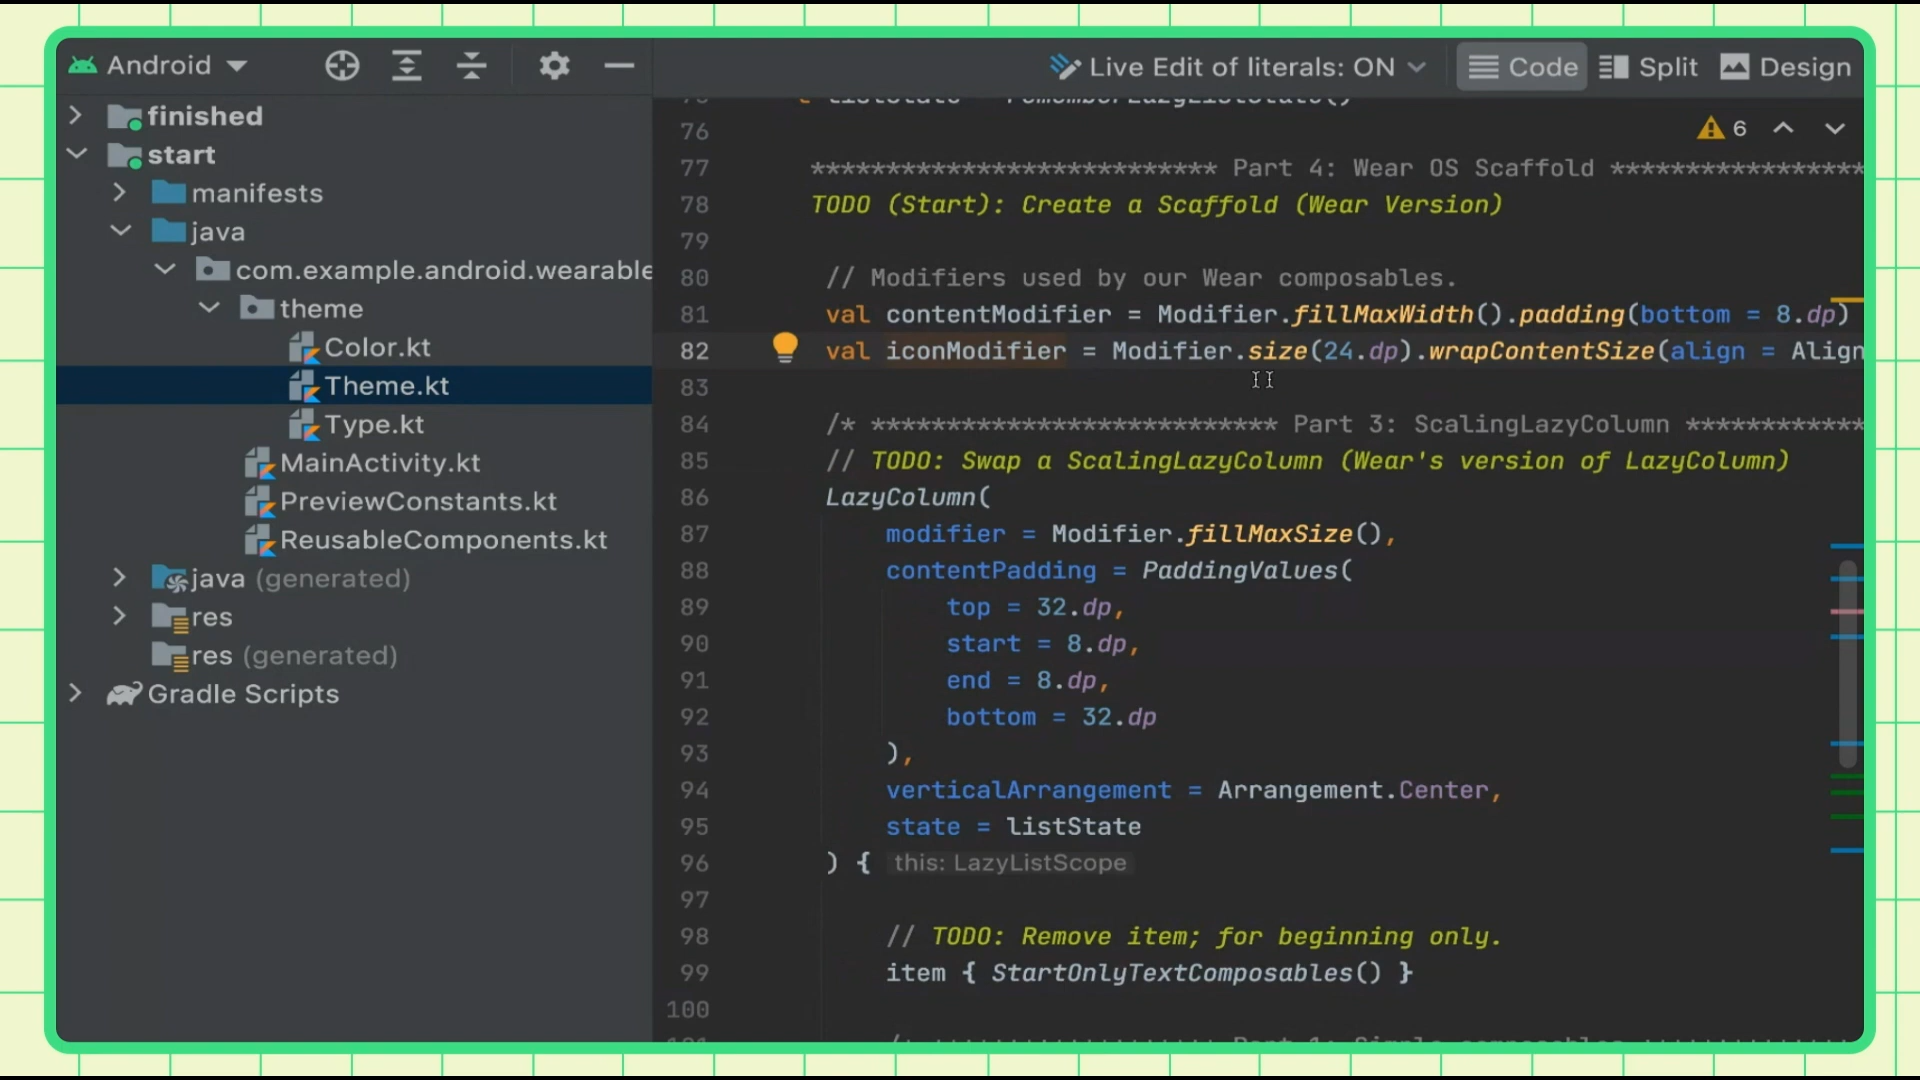 Android
Live Edit of literals: ON
Code
Split
Design
finished
start
manifests
java
com.example.android.wearable
theme
Color.kt
Theme.kt
Type.kt
MainActivity.kt
PreviewConstants.kt
ReusableComponents.kt
java (generated)
res
res (generated)
Gradle Scripts
6
76
77 *************************** Part 4: Wear OS Scaffold *****************
78 TODO (Start): Create a Scaffold (Wear Version)
79
80 // Modifiers used by our Wear composables.
81 val contentModifier = Modifier.fillMaxWidth().padding(bottom = 8.dp)
82 val iconModifier = Modifier.size(24.dp).wrapContentSize(align = Align
83
84 /* *************************** Part 3: ScalingLazyColumn ************
85 // TODO: Swap a ScalingLazyColumn (Wear's version of LazyColumn)
86 LazyColumn(
87 modifier = Modifier.fillMaxSize(),
88 contentPadding = PaddingValues(
89 top = 32.dp,
90 start = 8.dp,
91 end = 8.dp,
92 bottom = 32.dp
93 ),
94 verticalArrangement = Arrangement.Center,
95 state = listState
96 ) { this: LazyListScope
97
98 // TODO: Remove item; for beginning only.
99 item { StartOnlyTextComposables() }
100